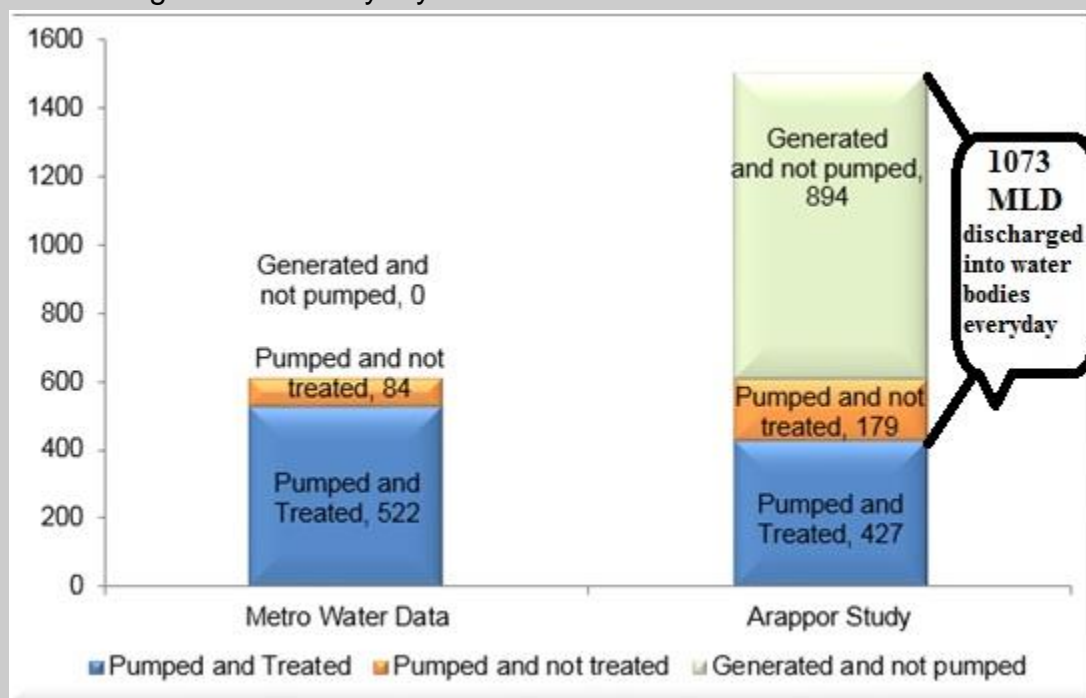 1600
1400
1200
1000
800
600
400
200
0
Generated and
not pumped, 0
Pumped and not
treated, 84
Pumped and
Treated, 522
Generated
and not pumped,
894
Pumped and not
treated, 179
Pumped and
Treated, 427
1073
MLD
discharged
into water
bodies
everyday
Metro Water Data
Arappor Study
Pumped and Treated
Pumped and not treated
Generated and not pumped